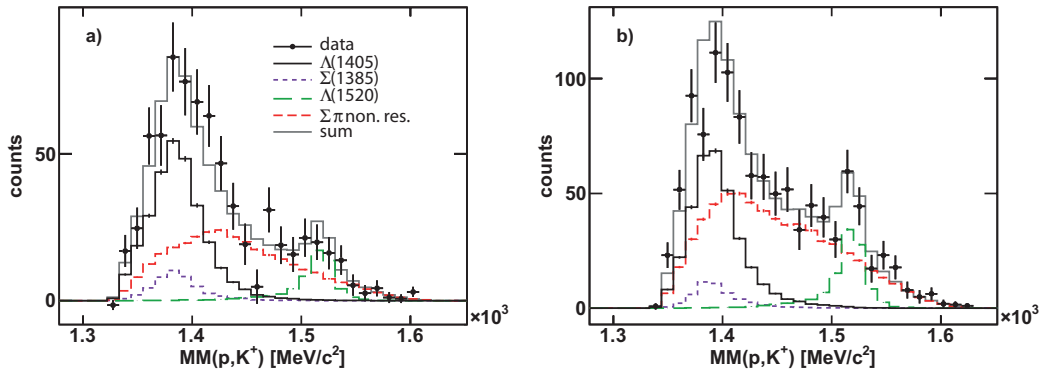 a)
data
Λ(1405)
Σ(1385)
Λ(1520)
Σ π non. res.
sum
counts
50
0
1.3
1.4
1.5
1.6
×10³
MM(p,K⁺) [MeV/c²]
b)
counts
100
50
0
1.3
1.4
1.5
1.6
×10³
MM(p,K⁺) [MeV/c²]